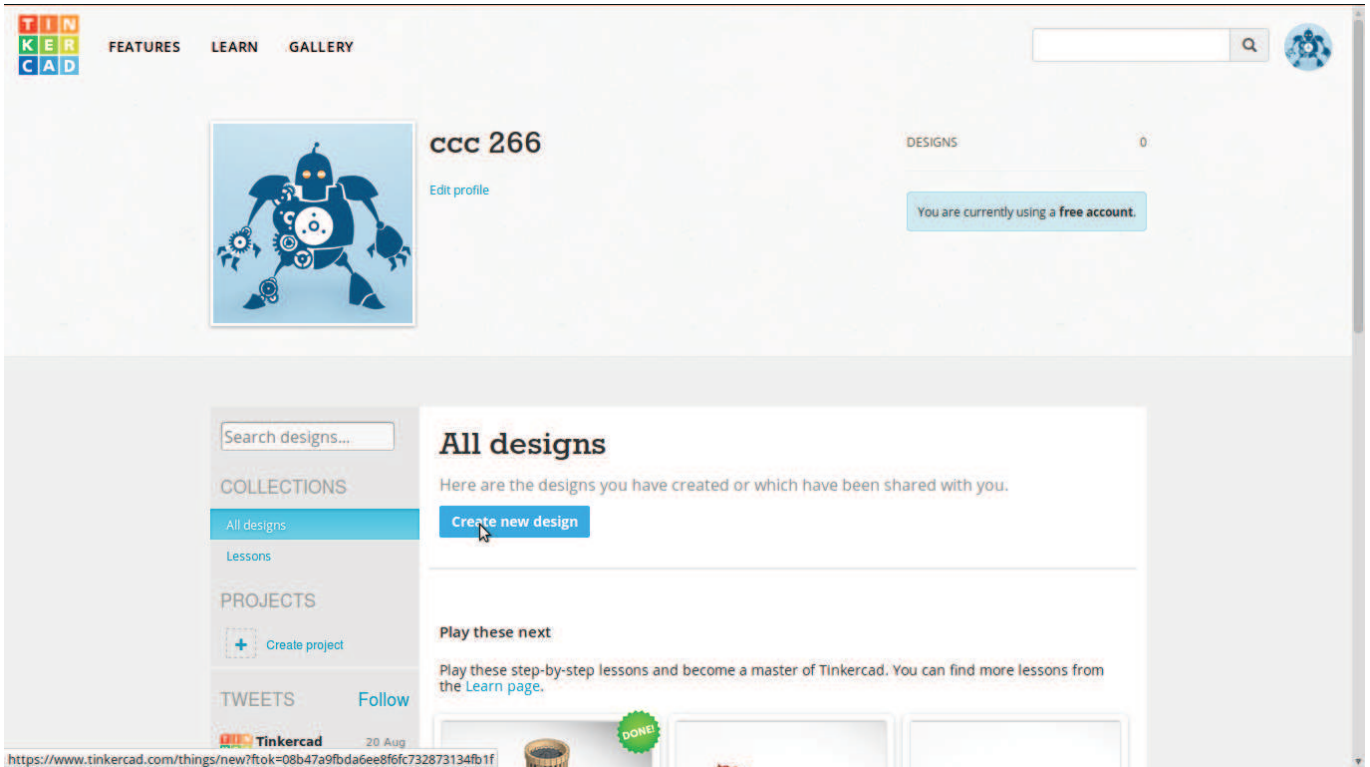 TIN
KER
CAD
FEATURES LEARN GALLERY
ccc 266
Edit profile
DESIGNS 0
You are currently using a free account.
Search designs...
COLLECTIONS
All designs
Lessons
PROJECTS
+ Create project
TWEETS Follow
Tinkercad 20 Aug
All designs
Here are the designs you have created or which have been shared with you.
Create new design
Play these next
Play these step-by-step lessons and become a master of Tinkercad. You can find more lessons from
the Learn page.
DONE!
https://www.tinkercad.com/things/new?ftok=08b47a9fbda6ee8f6fc732873134fb1f